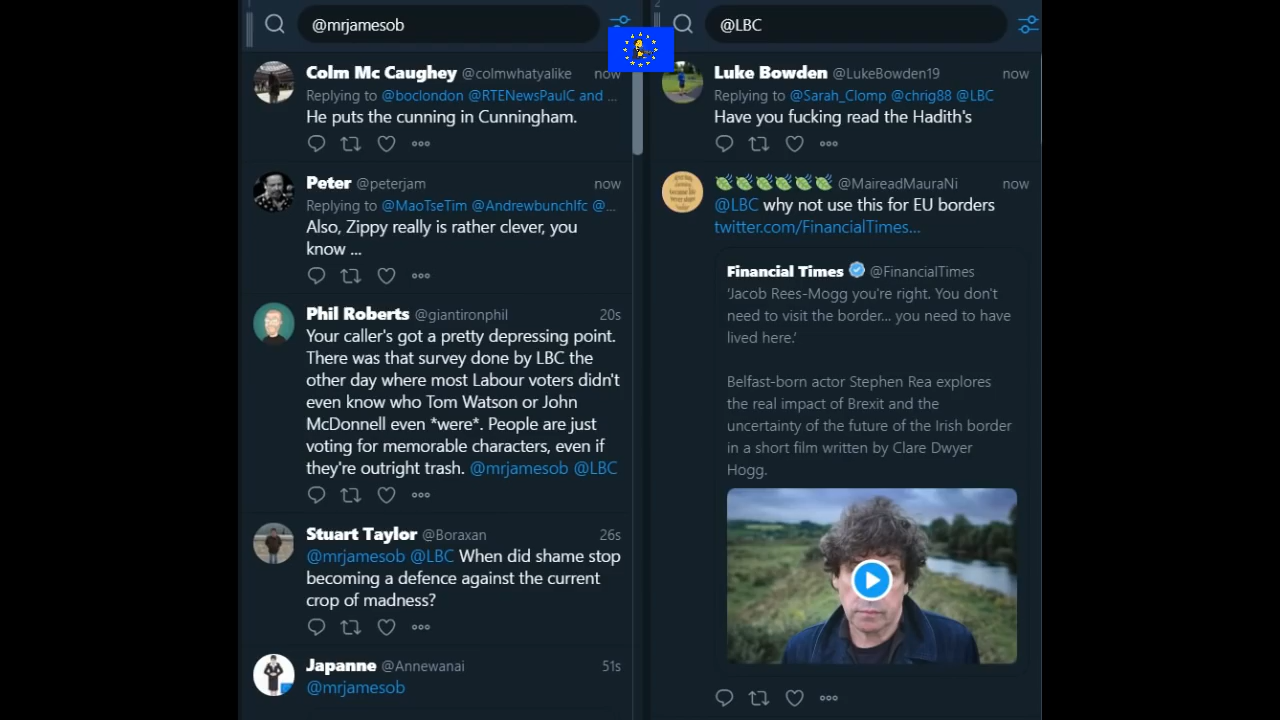 1
@mrjamesob
Colm Mc Caughey @colmwhatyalike now
Replying to @boclondon @RTENewsPaulC and ...
He puts the cunning in Cunningham.
Peter @peterjam now
Replying to @MaoTseTim @Andrewbunchlfc @...
Also, Zippy really is rather clever, you
know ...
Phil Roberts @giantironphil 20s
Your caller's got a pretty depressing point.
There was that survey done by LBC the
other day where most Labour voters didn't
even know who Tom Watson or John
McDonnell even *were*. People are just
voting for memorable characters, even if
they're outright trash. @mrjamesob @LBC
Stuart Taylor @Boraxan 26s
@mrjamesob @LBC When did shame stop
becoming a defence against the current
crop of madness?
Japanne @Annewanai 51s
@mrjamesob
2
@LBC
Luke Bowden @LukeBowden19 now
Replying to @Sarah_Clomp @chrig88 @LBC
Have you fucking read the Hadith's
@MaireadMauraNi now
@LBC why not use this for EU borders
twitter.com/FinancialTimes...
Financial Times @FinancialTimes
'Jacob Rees-Mogg you're right. You don't
need to visit the border... you need to have
lived here.'
Belfast-born actor Stephen Rea explores
the real impact of Brexit and the
uncertainty of the future of the Irish border
in a short film written by Clare Dwyer
Hogg.